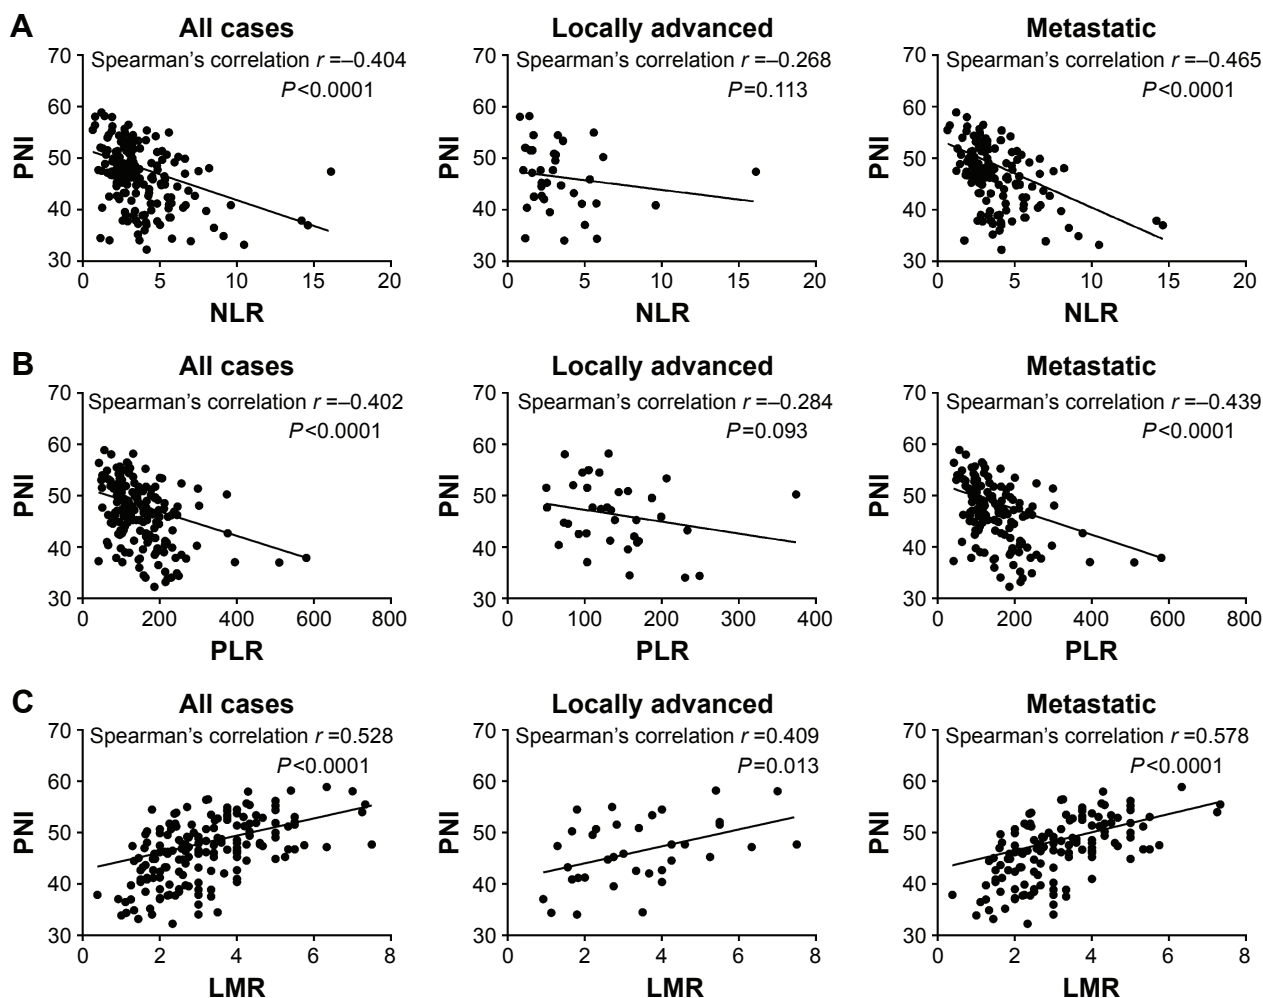 A
All cases
Locally advanced
Metastatic
Spearman's correlation r =–0.404
P<0.0001
Spearman's correlation r =–0.268
P=0.113
Spearman's correlation r =–0.465
P<0.0001
PNI
70
60
50
40
30
0 5 10 15 20
NLR
PNI
70
60
50
40
30
0 5 10 15 20
NLR
PNI
70
60
50
40
30
0 5 10 15 20
NLR
B
All cases
Locally advanced
Metastatic
Spearman's correlation r =–0.402
P<0.0001
Spearman's correlation r =–0.284
P=0.093
Spearman's correlation r =–0.439
P<0.0001
PNI
70
60
50
40
30
0 200 400 600 800
PLR
PNI
70
60
50
40
30
0 100 200 300 400
PLR
PNI
70
60
50
40
30
0 200 400 600 800
PLR
C
All cases
Locally advanced
Metastatic
Spearman's correlation r =0.528
P<0.0001
Spearman's correlation r =0.409
P=0.013
Spearman's correlation r =0.578
P<0.0001
PNI
70
60
50
40
30
0 2 4 6 8
LMR
PNI
70
60
50
40
30
0 2 4 6 8
LMR
PNI
70
60
50
40
30
0 2 4 6 8
LMR